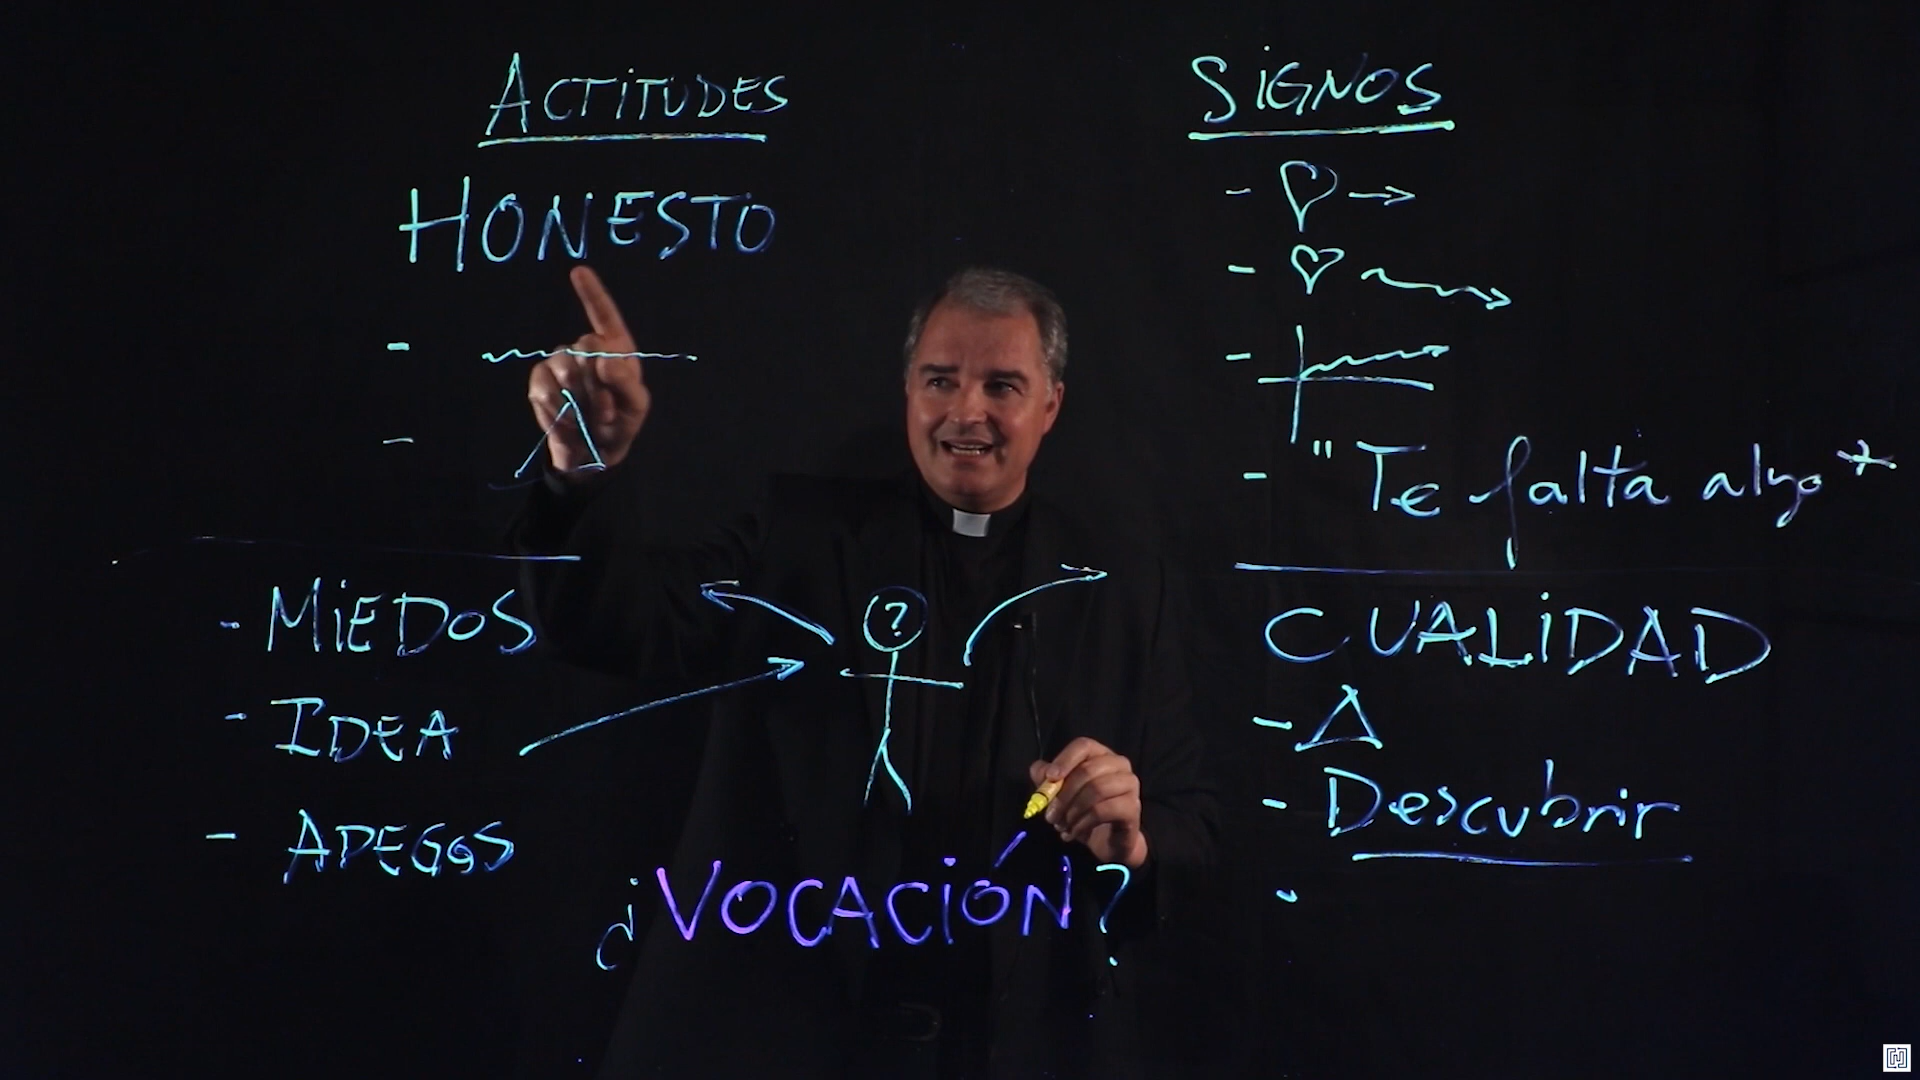 ACTITUDES
HONESTO
-
-
- MiEDOS
- IDEA
- APEGOS
?
¿VOCACIÓN?
SiGNOS
-
-
-
- "Te falta algo"
CUALiDAD
- Δ
- Descubrir
-